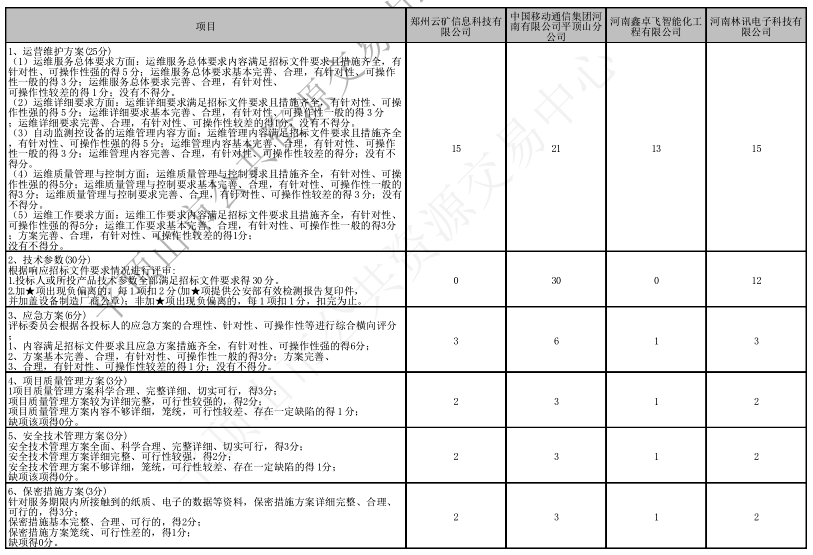 项目
郑州云矿信息科技有
限公司
中国移动通信集团河
南有限公司平顶山分
公司
河南鑫卓飞智能化工
程有限公司
河南林讯电子科技有
限公司
1、运营维护方案(25分)
(1)运维服务总体要求方面：运维服务总体要求内容满足招标文件要求且措施齐全，有
针对性、可操作性强的得 5 分；运维服务总体要求基本完善、合理，有针对性、可操作
性一般的得 3 分；运维服务总体要求完善、合理，有针对性、
可操作性较差的得 1分；没有不得分。
(2)运维详细要求方面：运维详细要求满足招标文件要求且措施齐全，有针对性、可操
作性强的得 5 分；运维详细要求基本完善、合理，有针对性、可操作性一般的得 3 分
；运维详细要求完善、合理，有针对性、可操作性较差的得1分。没有不得分。
(3)自动监测控设备的运维管理内容方面：运维管理内容满足招标文件要求且措施齐全
，有针对性、可操作性强的得 5 分；运维管理内容基本完善、合理，有针对性、可操作
性一般的得 3 分；运维管理内容完善、合理，有针对性、可操作性较差的得分；没有不
得分。
(4)运维质量管理与控制方面：运维质量管理与控制要求且措施齐全，有针对性、可操
作性强的得5分；运维质量管理与控制要求基本完善、合理，有针对性、可操作性一般的
得3 分；运维质量管理与控制要求完善、合理，有针对性、可操作性较差的得 3 分；没有
不得分。
(5)运维工作要求方面：运维工作要求内容满足招标文件要求且措施齐全，有针对性、
可操作性强的得5分；运维工作要求基本完善、合理，有针对性、可操作性一般的得3分
；方案完善、合理，有针对性、可操作性较差的得1分；
没有不得分。
15
21
13
15
2、技术参数(30分)
根据响应招标文件要求情况进行评审：
1.投标人或所投产品技术参数全部满足招标文件要求得 30 分。
2.加★项出现负偏离的，每 1项扣 2 分(加★项提供公安部有效检测报告复印件，
并加盖设备制造厂商公章)；非加★项出现负偏离的，每 1 项扣 1 分，扣完为止。
0
30
0
12
3、应急方案(6分)
评标委员会根据各投标人的应急方案的合理性、针对性、可操作性等进行综合横向评分
；
1、内容满足招标文件要求且应急方案措施齐全，有针对性、可操作性强的得6分；
2、方案基本完善、合理，有针对性、可操作性一般的得3分；方案完善、
3、合理，有针对性、可操作性较差的得 1 分；没有不得分。
3
6
1
3
4、项目质量管理方案(3分)
1项目质量管理方案科学合理、完整详细、切实可行，得3分；
项目质量管理方案较为详细完整，可行性较强的，得2分；
项目质量管理方案内容不够详细，笼统，可行性较差、存在一定缺陷的得 1 分；
缺项该项得0分。
2
3
1
2
5、安全技术管理方案(3分)
安全技术管理方案全面、科学合理、完整详细、切实可行，得3分；
安全技术管理方案详细完整、可行性较强，得2分；
安全技术管理方案不够详细，笼统，可行性较差、存在一定缺陷的得 1分；
缺项该项得0分。
2
3
1
2
6、保密措施方案(3分)
针对服务期限内所接触到的纸质、电子的数据等资料，保密措施方案详细完整、合理、
可行的，得3分；
保密措施基本完整、合理、可行的，得2分；
保密措施方案笼统、可行性差的，得1分；
缺项得0分。
2
3
1
2